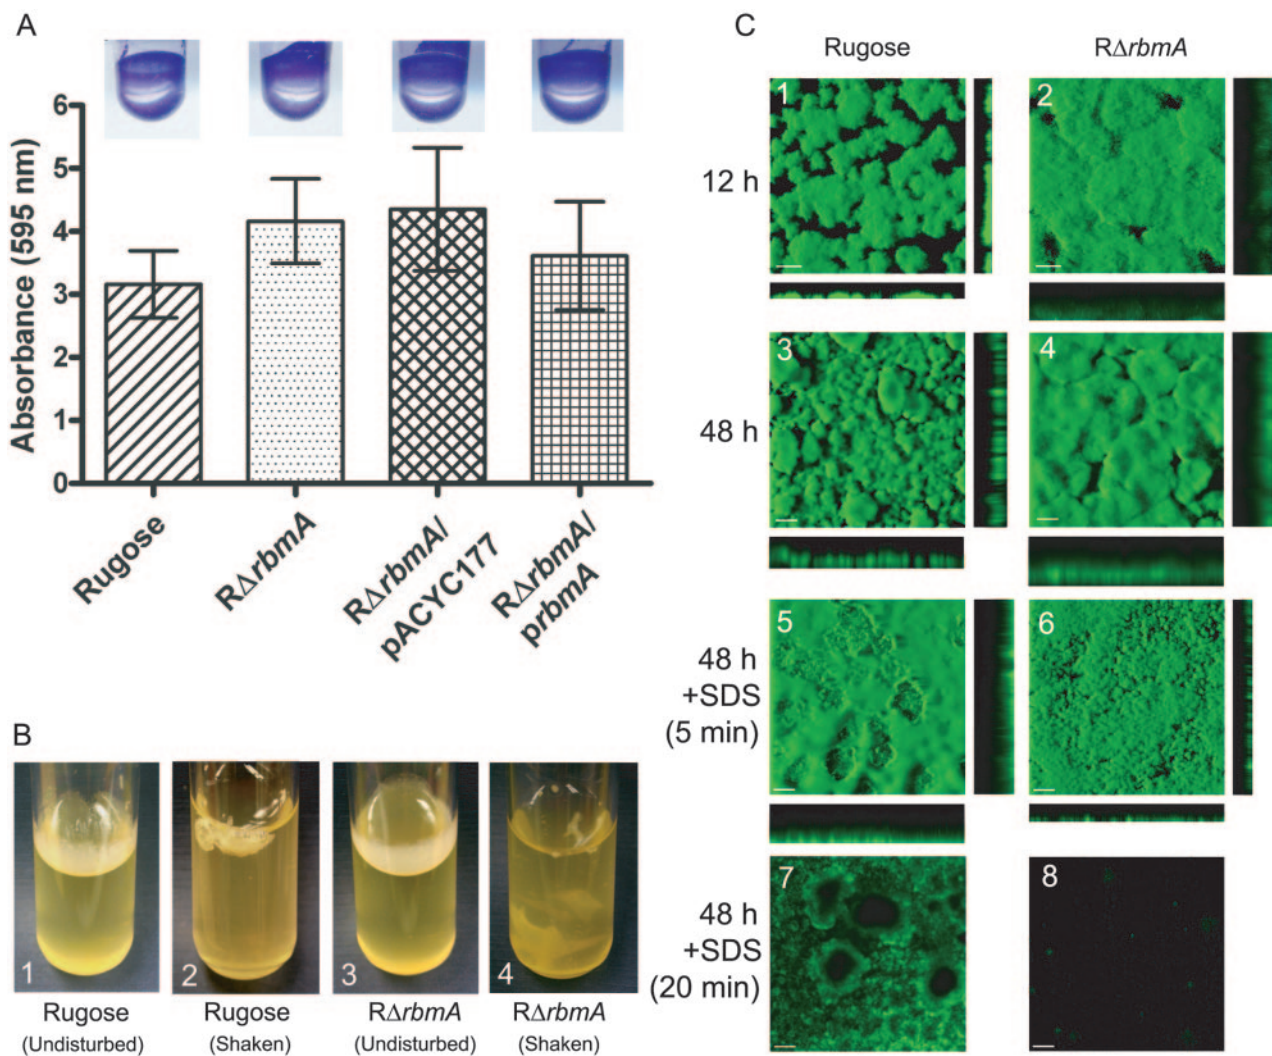 A
Absorbance (595 nm)
6
5
4
3
2
1
0
Rugose
RΔrbmA
RΔrbmA/
pACYC177
RΔrbmA/
prbmA
B
1
2
3
4
Rugose
(Undisturbed)
Rugose
(Shaken)
RΔrbmA
(Undisturbed)
RΔrbmA
(Shaken)
C
Rugose
RΔrbmA
12 h
1
2
48 h
3
4
48 h
+SDS
(5 min)
5
6
48 h
+SDS
(20 min)
7
8